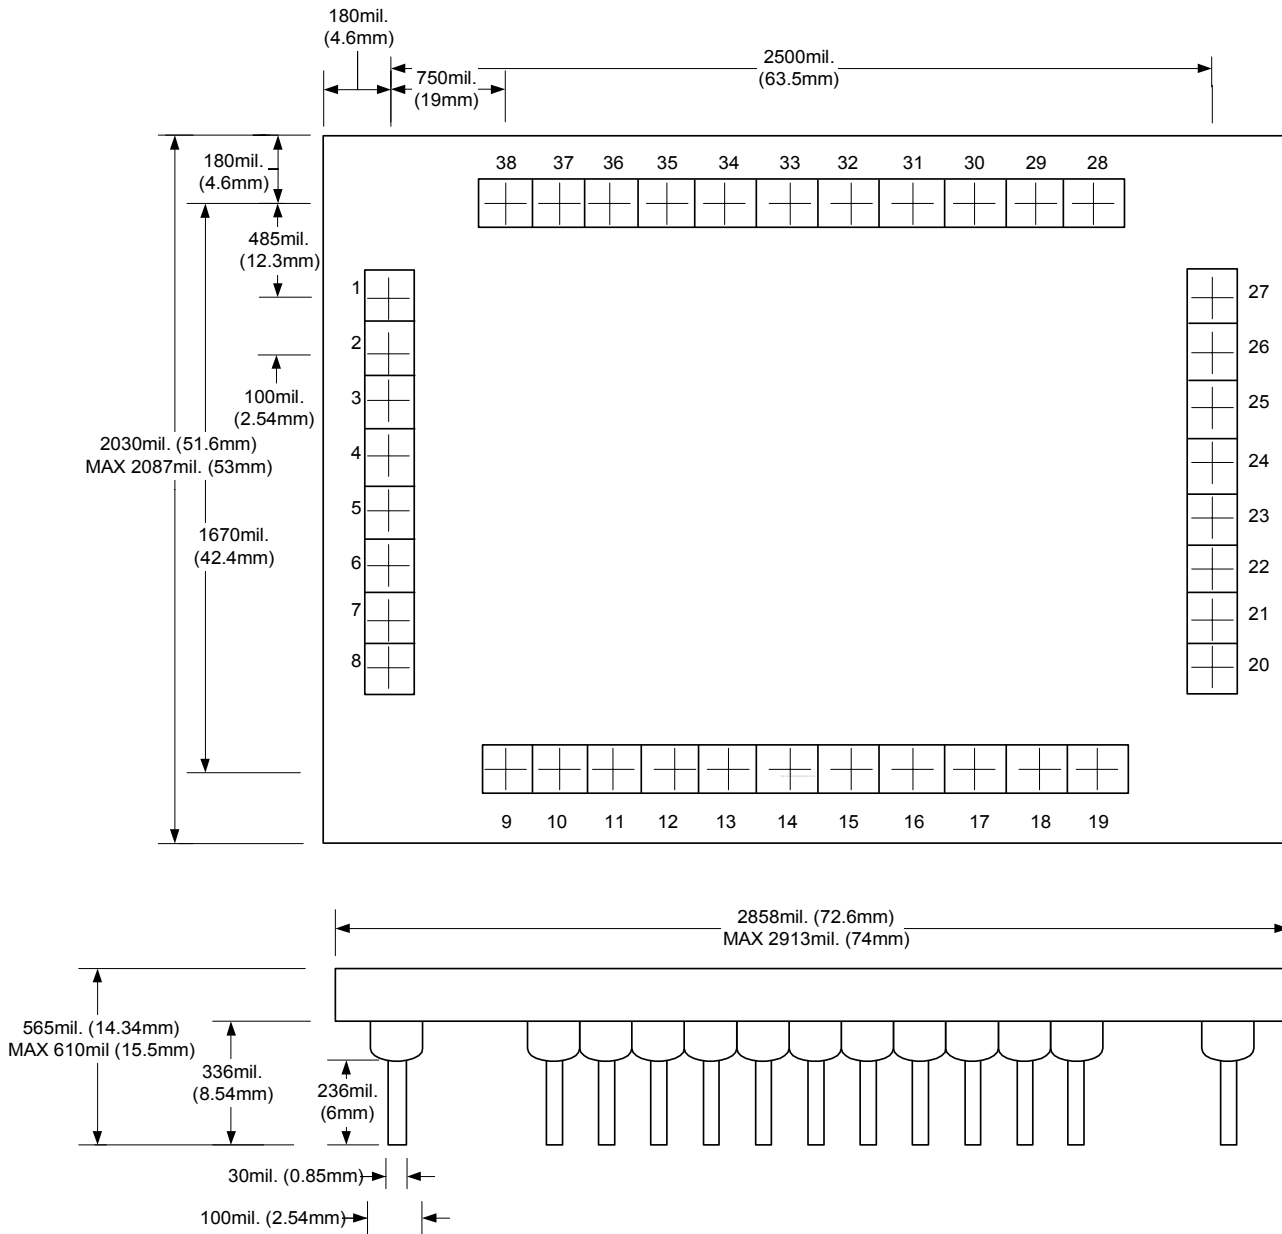 180mil.
(4.6mm)
2500mil.
(63.5mm)
750mil.
(19mm)
180mil.
(4.6mm)
38 37 36 35 34 33 32 31 30 29 28
485mil.
(12.3mm)
1 27
2 26
3 25
100mil.
(2.54mm)
2030mil. (51.6mm)
MAX 2087mil. (53mm)
4 24
5 23
1670mil.
(42.4mm)
6 22
7 21
8 20
9 10 11 12 13 14 15 16 17 18 19
2858mil. (72.6mm)
MAX 2913mil. (74mm)
565mil. (14.34mm)
MAX 610mil (15.5mm)
336mil.
(8.54mm)
236mil.
(6mm)
30mil. (0.85mm)
100mil. (2.54mm)